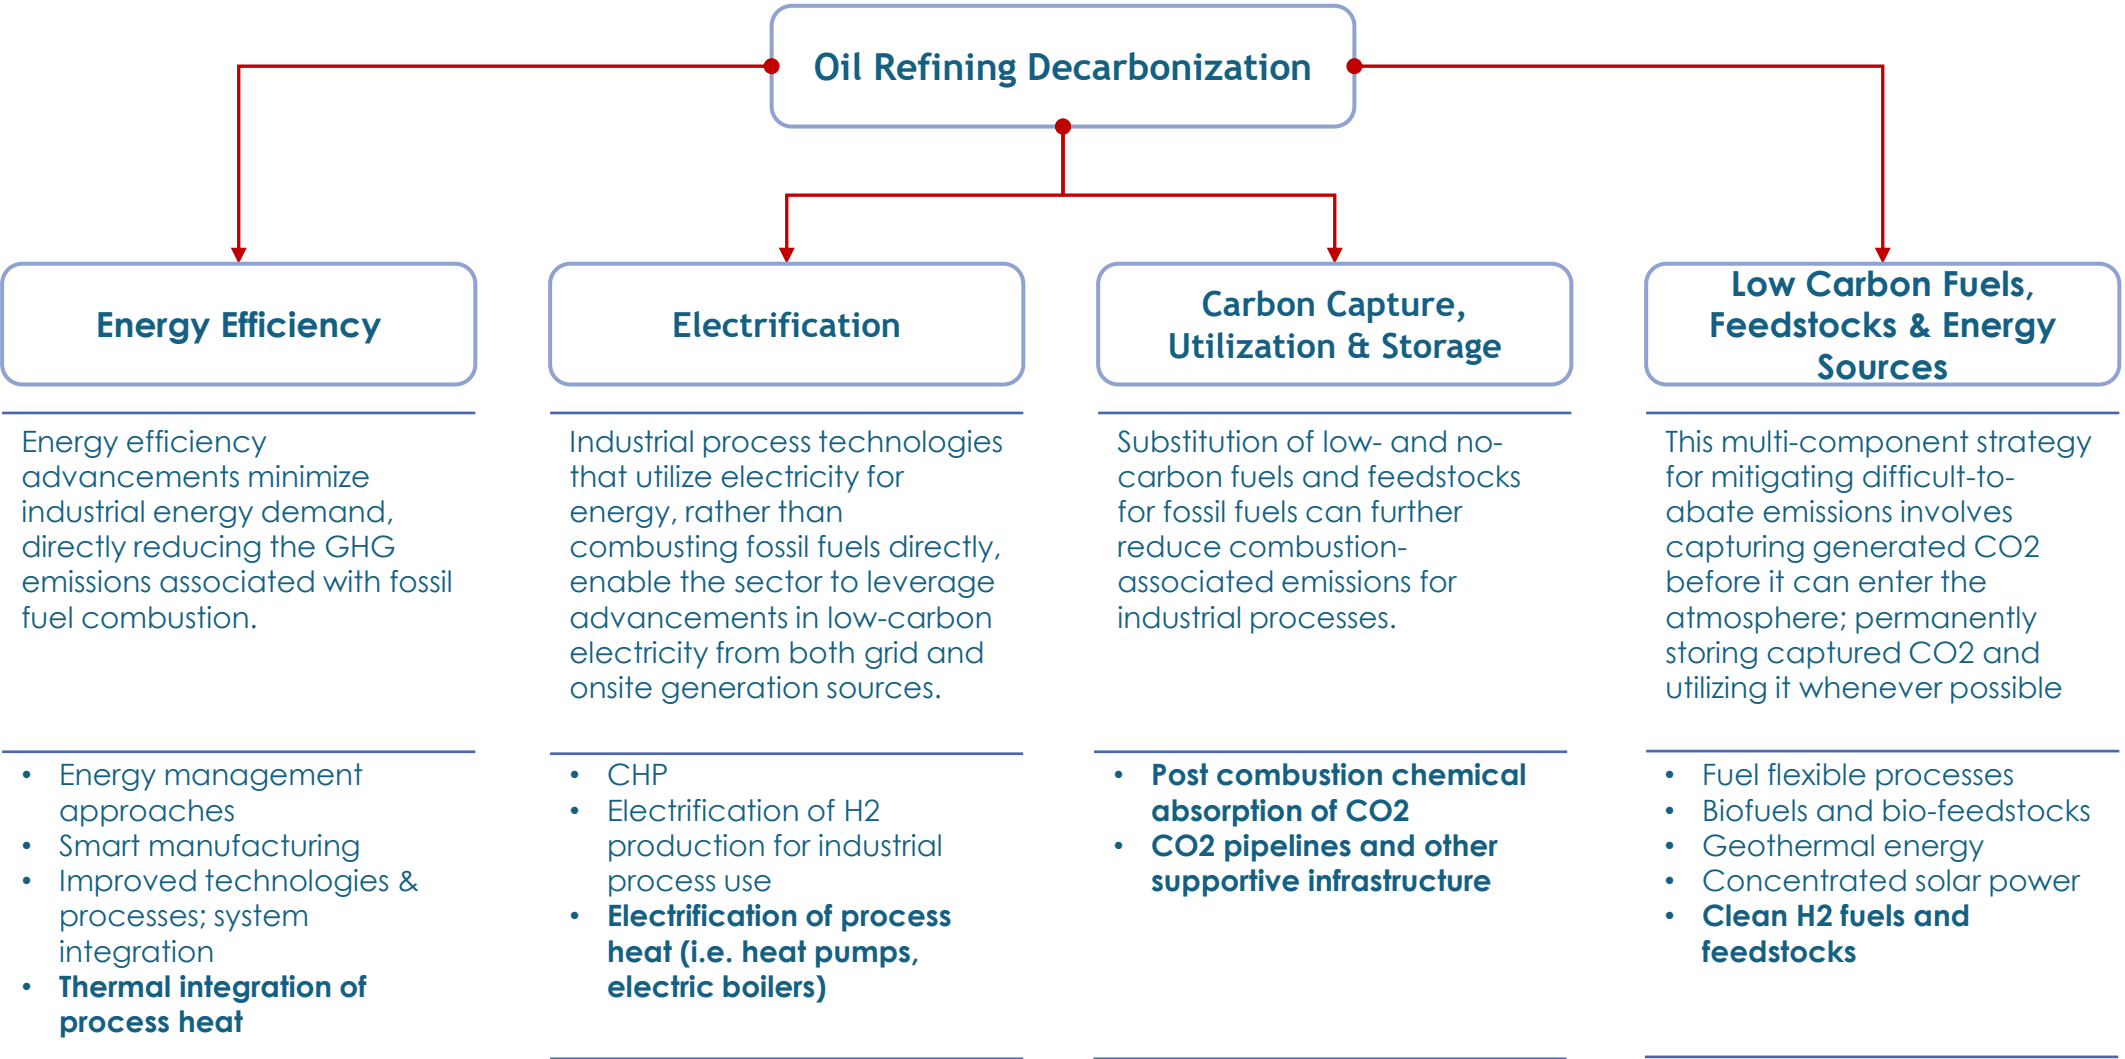 Oil Refining Decarbonization
Energy Efficiency
Electrification
Carbon Capture,
Utilization & Storage
Low Carbon Fuels,
Feedstocks & Energy
Sources
Energy efficiency
advancements minimize
industrial energy demand,
directly reducing the GHG
emissions associated with fossil
fuel combustion.
Industrial process technologies
that utilize electricity for
energy, rather than
combusting fossil fuels directly,
enable the sector to leverage
advancements in low-carbon
electricity from both grid and
onsite generation sources.
Substitution of low- and no-
carbon fuels and feedstocks
for fossil fuels can further
reduce combustion-
associated emissions for
industrial processes.
This multi-component strategy
for mitigating difficult-to-
abate emissions involves
capturing generated CO2
before it can enter the
atmosphere; permanently
storing captured CO2 and
utilizing it whenever possible
• Energy management
approaches
• Smart manufacturing
• Improved technologies &
processes; system
integration
• Thermal integration of
process heat
• CHP
• Electrification of H2
production for industrial
process use
• Electrification of process
heat (i.e. heat pumps,
electric boilers)
• Post combustion chemical
absorption of CO2
• CO2 pipelines and other
supportive infrastructure
• Fuel flexible processes
• Biofuels and bio-feedstocks
• Geothermal energy
• Concentrated solar power
• Clean H2 fuels and
feedstocks